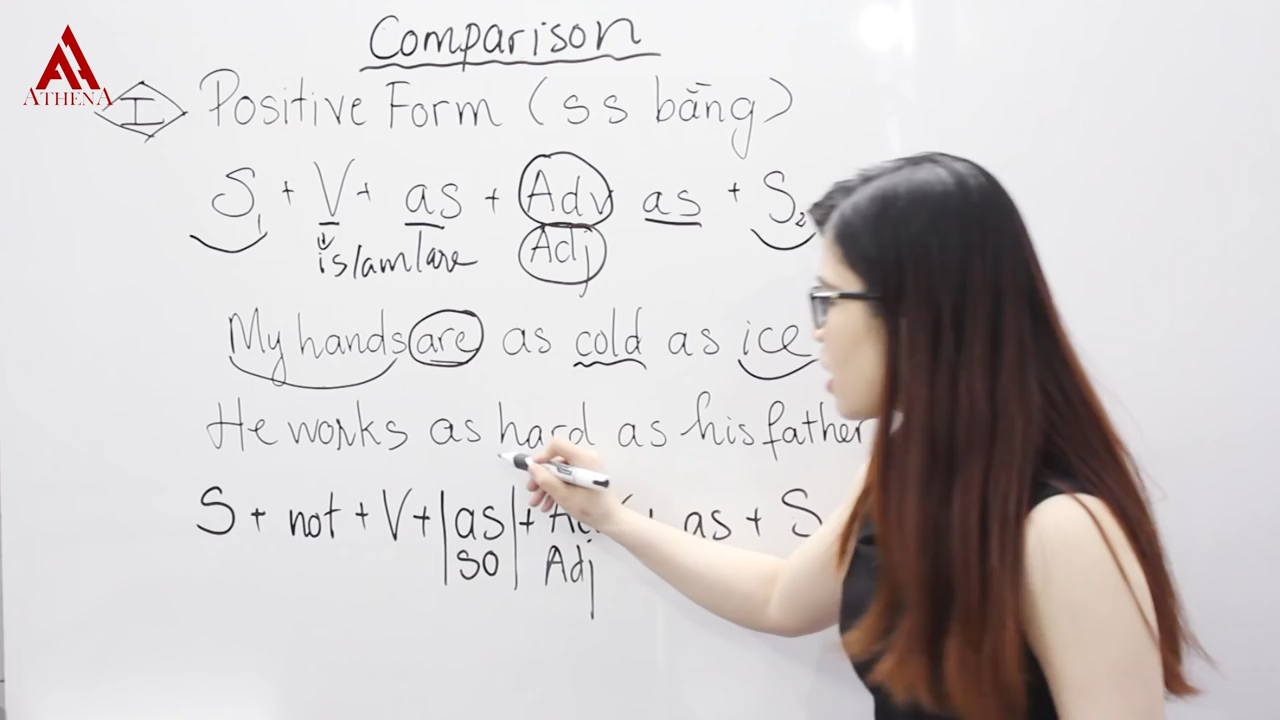 Comparison
ATHENA
I Positive Form (ss bằng)
S1 + V + as + Adv as + S2
is/am/are Adj
My hands are as cold as ice
He works as hard as his father
S + not + V + as + as + S
so Adj